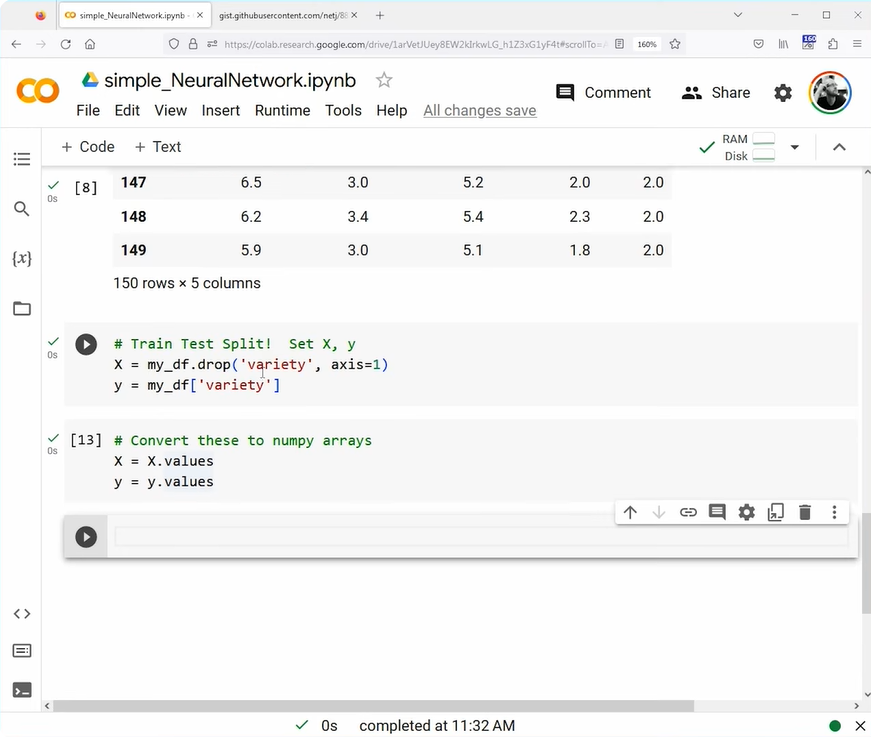 simple_NeuralNetwork.ipynb -
gist.githubusercontent.com/netj/88
https://colab.research.google.com/drive/1arVetJUey8EW2kIrkwLG_h1Z3xG1yF4t#scrollTo=
160%
160
simple_NeuralNetwork.ipynb
Comment
Share
File Edit View Insert Runtime Tools Help All changes save
+ Code + Text
RAM
Disk
0s
[8]
147 6.5 3.0 5.2 2.0 2.0
148 6.2 3.4 5.4 2.3 2.0
149 5.9 3.0 5.1 1.8 2.0
150 rows × 5 columns
0s
# Train Test Split! Set X, y
X = my_df.drop('variety', axis=1)
y = my_df['variety']
0s
[13]
# Convert these to numpy arrays
X = X.values
y = y.values
{x}
0s completed at 11:32 AM